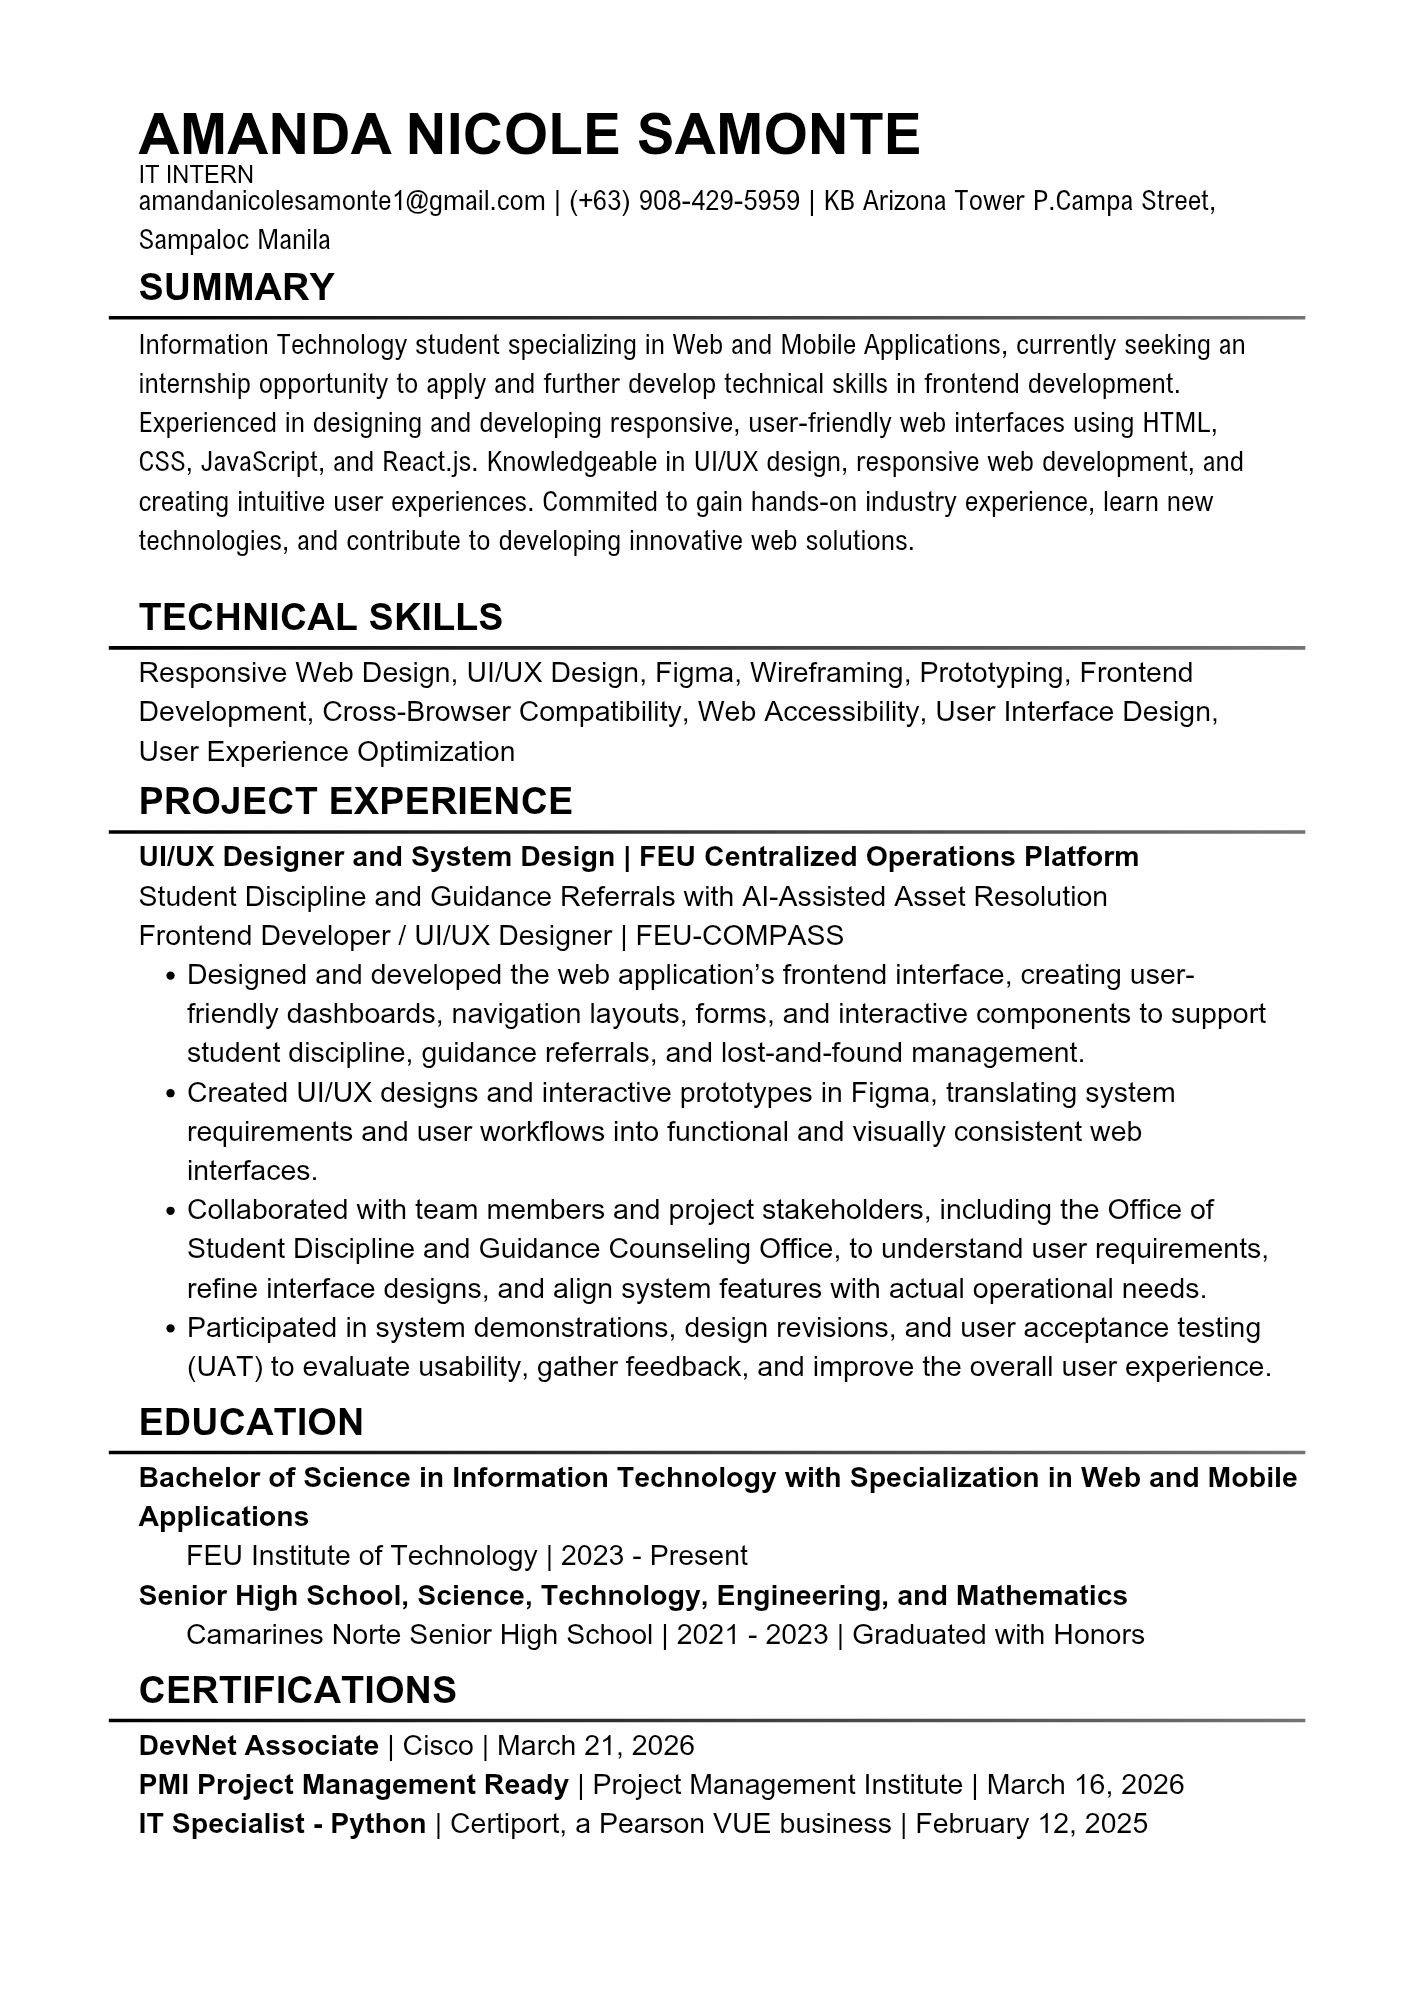 AMANDA NICOLE SAMONTE
IT INTERN
amandanicolesamonte1@gmail.com | (+63) 908-429-5959 | KB Arizona Tower P.Campa Street,
Sampaloc Manila
SUMMARY
Information Technology student specializing in Web and Mobile Applications, currently seeking an
internship opportunity to apply and further develop technical skills in frontend development.
Experienced in designing and developing responsive, user-friendly web interfaces using HTML,
CSS, JavaScript, and React.js. Knowledgeable in UI/UX design, responsive web development, and
creating intuitive user experiences. Commited to gain hands-on industry experience, learn new
technologies, and contribute to developing innovative web solutions.
TECHNICAL SKILLS
Responsive Web Design, UI/UX Design, Figma, Wireframing, Prototyping, Frontend
Development, Cross-Browser Compatibility, Web Accessibility, User Interface Design,
User Experience Optimization
PROJECT EXPERIENCE
UI/UX Designer and System Design | FEU Centralized Operations Platform
Student Discipline and Guidance Referrals with AI-Assisted Asset Resolution
Frontend Developer / UI/UX Designer | FEU-COMPASS
• Designed and developed the web application’s frontend interface, creating user-
friendly dashboards, navigation layouts, forms, and interactive components to support
student discipline, guidance referrals, and lost-and-found management.
• Created UI/UX designs and interactive prototypes in Figma, translating system
requirements and user workflows into functional and visually consistent web
interfaces.
• Collaborated with team members and project stakeholders, including the Office of
Student Discipline and Guidance Counseling Office, to understand user requirements,
refine interface designs, and align system features with actual operational needs.
• Participated in system demonstrations, design revisions, and user acceptance testing
(UAT) to evaluate usability, gather feedback, and improve the overall user experience.
EDUCATION
Bachelor of Science in Information Technology with Specialization in Web and Mobile
Applications
FEU Institute of Technology | 2023 - Present
Senior High School, Science, Technology, Engineering, and Mathematics
Camarines Norte Senior High School | 2021 - 2023 | Graduated with Honors
CERTIFICATIONS
DevNet Associate | Cisco | March 21, 2026
PMI Project Management Ready | Project Management Institute | March 16, 2026
IT Specialist - Python | Certiport, a Pearson VUE business | February 12, 2025